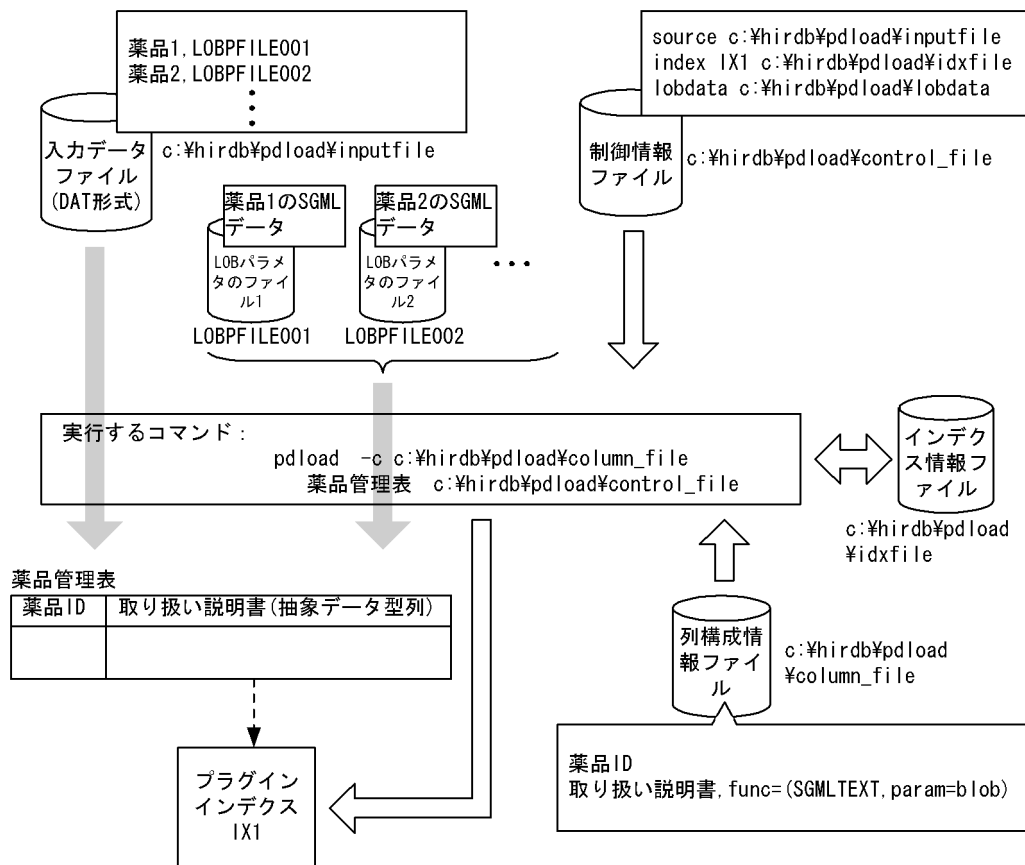 薬品1,LOBPFILE001
薬品2,LOBPFILE002
入力データ
ファイル
(DAT形式)
c:¥hirdb¥pdload¥inputfile
source c:¥hirdb¥pdload¥inputfile
index IX1 c:¥hirdb¥pdload¥idxfile
lobdata c:¥hirdb¥pdload¥lobdata
制御情報
ファイル
c:¥hirdb¥pdload¥control_file
薬品1のSGML
データ
LOBパラメ
タのファイ
ル1
LOBPFILE001
薬品2のSGML
データ
LOBパラメ
タのファイ
ル2
LOBPFILE002
・・・
実行するコマンド：
pdload -c c:¥hirdb¥pdload¥column_file
薬品管理表 c:¥hirdb¥pdload¥control_file
インデク
ス情報フ
ァイル
c:¥hirdb¥pdload
¥idxfile
薬品管理表
薬品ID 取り扱い説明書(抽象データ型列)
列構成情
報ファイ
ル
c:¥hirdb¥pdload
¥column_file
薬品ID
取り扱い説明書,func=(SGMLTEXT,param=blob)
プラグイン
インデクス
IX1